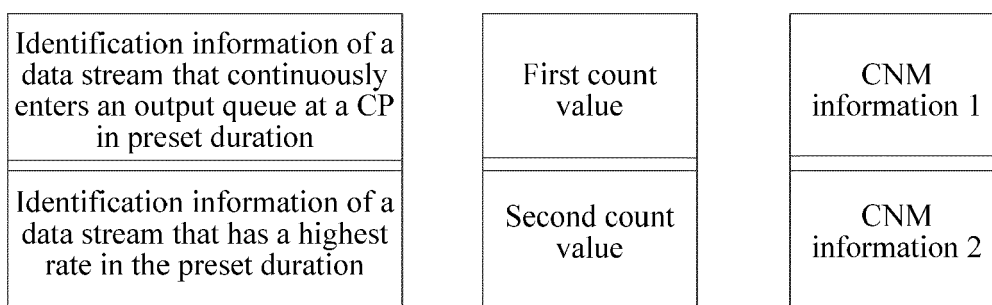 Identification information of a
data stream that continuously
enters an output queue at a CP
in preset duration
First count
value
CNM
information 1
Identification information of a
data stream that has a highest
rate in the preset duration
Second count
value
CNM
information 2